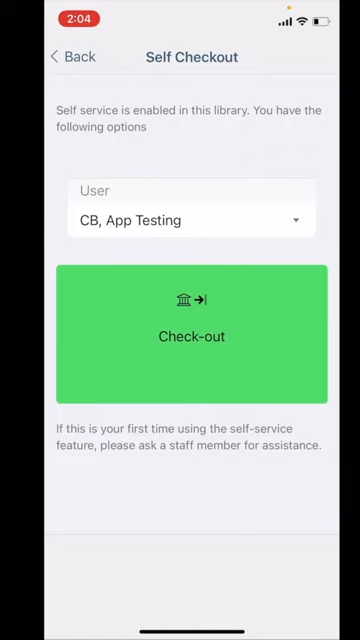 2:04
Back
Self Checkout
Self service is enabled in this library. You have the
following options
User
CB, App Testing
Check-out
If this is your first time using the self-service
feature, please ask a staff member for assistance.